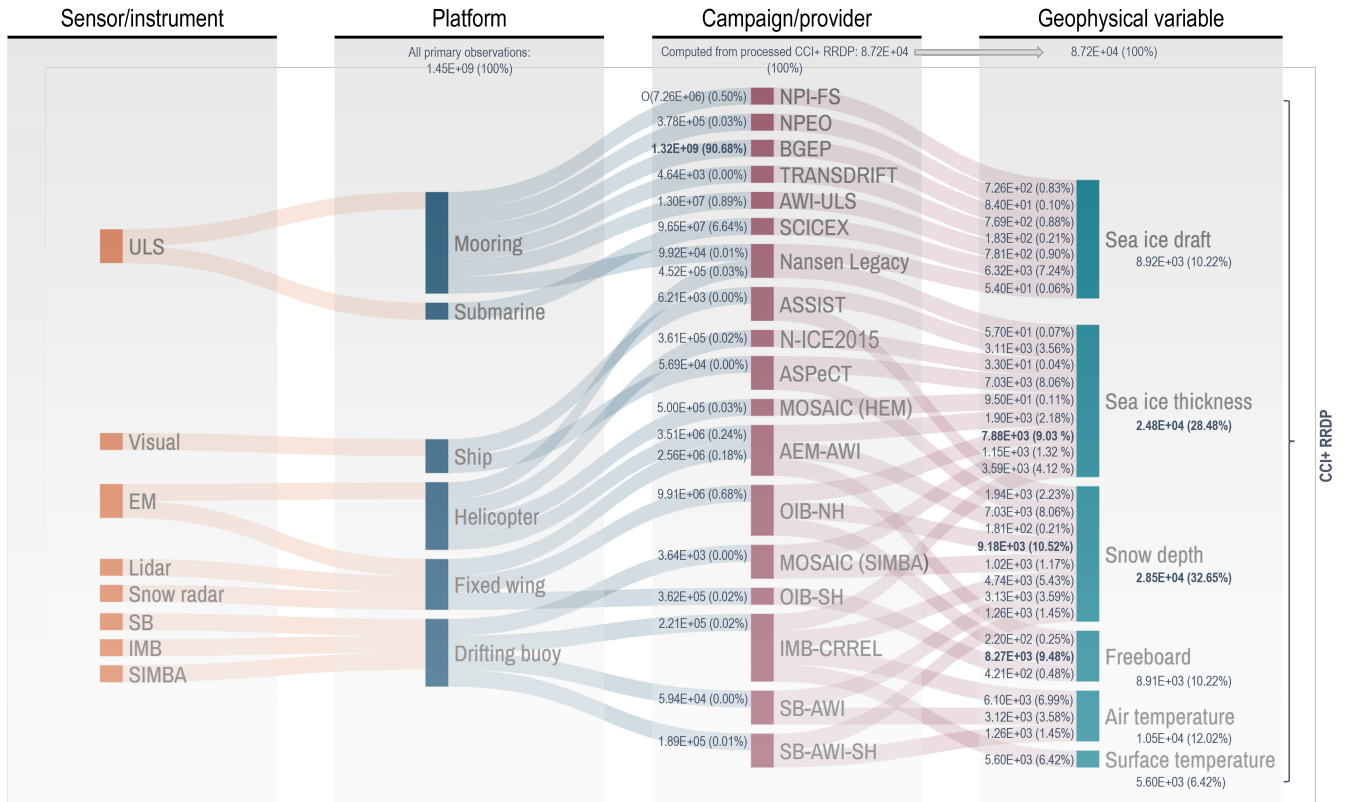 Sensor/instrument
Platform
Campaign/provider
Geophysical variable
All primary observations:
1.45E+09 (100%)
Computed from processed CCI+ RRDP: 8.72E+04
(100%)
8.72E+04 (100%)
ULS
Visual
EM
Lidar
Snow radar
SB
IMB
SIMBA
Mooring
Submarine
Ship
Helicopter
Fixed wing
Drifting buoy
O(7.26E+06) (0.50%)
NPI-FS
3.78E+05 (0.03%)
NPEO
1.32E+09 (90.68%)
BGEP
4.64E+03 (0.00%)
TRANSDRIFT
1.30E+07 (0.89%)
AWI-ULS
9.65E+07 (6.64%)
SCICEX
9.92E+04 (0.01%)
4.52E+05 (0.03%)
Nansen Legacy
6.21E+03 (0.00%)
ASSIST
3.61E+05 (0.02%)
N-ICE2015
5.69E+04 (0.00%)
ASPeCT
5.00E+05 (0.03%)
MOSAIC (HEM)
3.51E+06 (0.24%)
2.56E+06 (0.18%)
AEM-AWI
9.91E+06 (0.68%)
OIB-NH
3.64E+03 (0.00%)
MOSAIC (SIMBA)
3.62E+05 (0.02%)
OIB-SH
2.21E+05 (0.02%)
IMB-CRREL
5.94E+04 (0.00%)
SB-AWI
1.89E+05 (0.01%)
SB-AWI-SH
7.26E+02 (0.83%)
8.40E+01 (0.10%)
7.69E+02 (0.88%)
1.83E+02 (0.21%)
7.81E+02 (0.90%)
6.32E+03 (7.24%)
5.40E+01 (0.06%)
Sea ice draft
8.92E+03 (10.22%)
5.70E+01 (0.07%)
3.11E+03 (3.56%)
3.30E+01 (0.04%)
7.03E+03 (8.06%)
9.50E+01 (0.11%)
1.90E+03 (2.18%)
7.88E+03 (9.03 %)
1.15E+03 (1.32 %)
3.59E+03 (4.12 %)
Sea ice thickness
2.48E+04 (28.48%)
1.94E+03 (2.23%)
7.03E+03 (8.06%)
1.81E+02 (0.21%)
9.18E+03 (10.52%)
1.02E+03 (1.17%)
4.74E+03 (5.43%)
3.13E+03 (3.59%)
1.26E+03 (1.45%)
Snow depth
2.85E+04 (32.65%)
2.20E+02 (0.25%)
8.27E+03 (9.48%)
4.21E+02 (0.48%)
Freeboard
8.91E+03 (10.22%)
6.10E+03 (6.99%)
3.12E+03 (3.58%)
1.26E+03 (1.45%)
Air temperature
1.05E+04 (12.02%)
5.60E+03 (6.42%)
Surface temperature
5.60E+03 (6.42%)
CCI+ RRDP